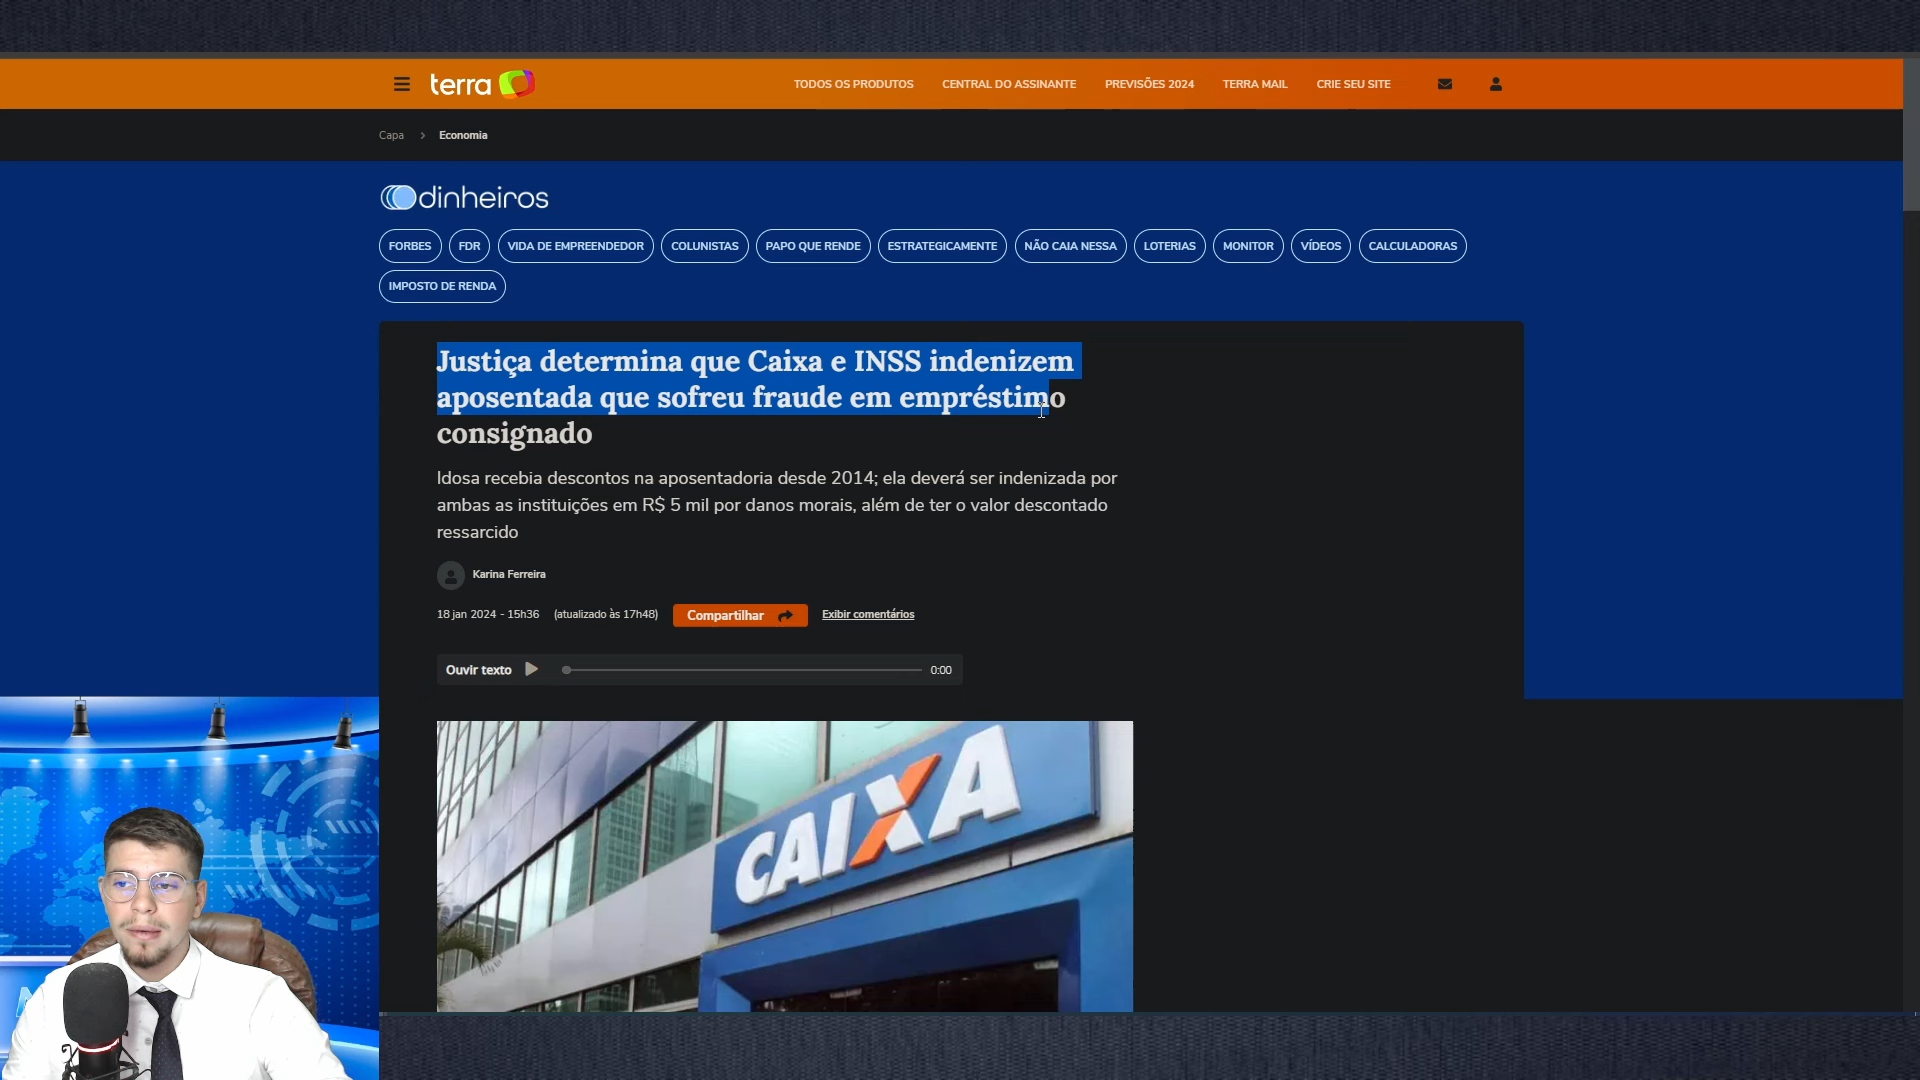 terra
TODOS OS PRODUTOS CENTRAL DO ASSINANTE PREVISÕES 2024 TERRA MAIL CRIE SEU SITE
Capa > Economia
dinheiros
FORBES FDR VIDA DE EMPREENDEDOR COLUNISTAS PAPO QUE RENDE ESTRATEGICAMENTE NÃO CAIA NESSA LOTERIAS MONITOR VÍDEOS CALCULADORAS
IMPOSTO DE RENDA
Justiça determina que Caixa e INSS indenizem
aposentada que sofreu fraude em empréstimo
consignado
Idosa recebia descontos na aposentadoria desde 2014; ela deverá ser indenizada por
ambas as instituições em R$ 5 mil por danos morais, além de ter o valor descontado
ressarcido
Karina Ferreira
18 jan 2024 - 15h36 (atualizado às 17h48) Compartilhar Exibir comentários
Ouvir texto 0:00
CAIXA